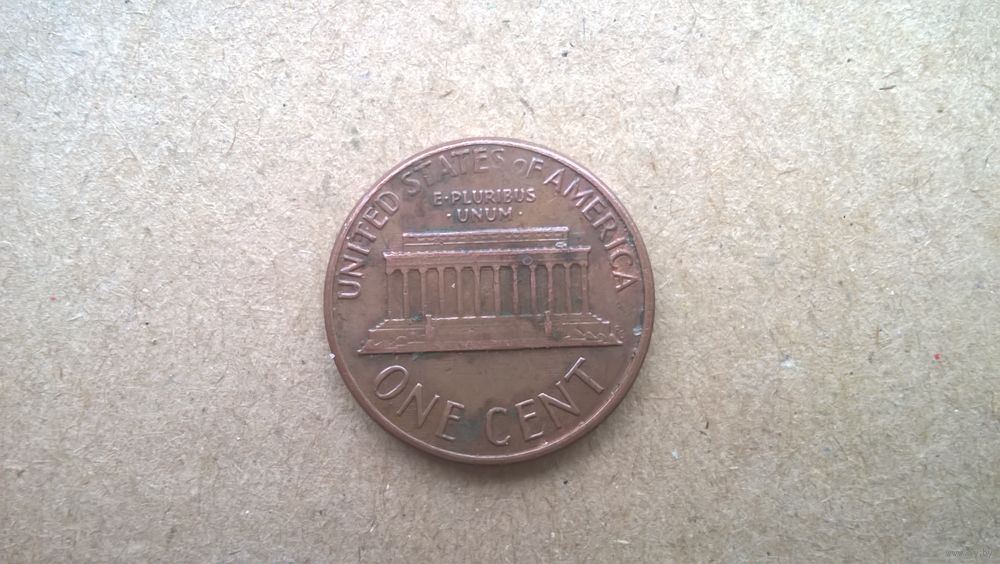 UNITED STATES OF AMERICA
E·PLURIBUS
·UNUM·
ONE CENT